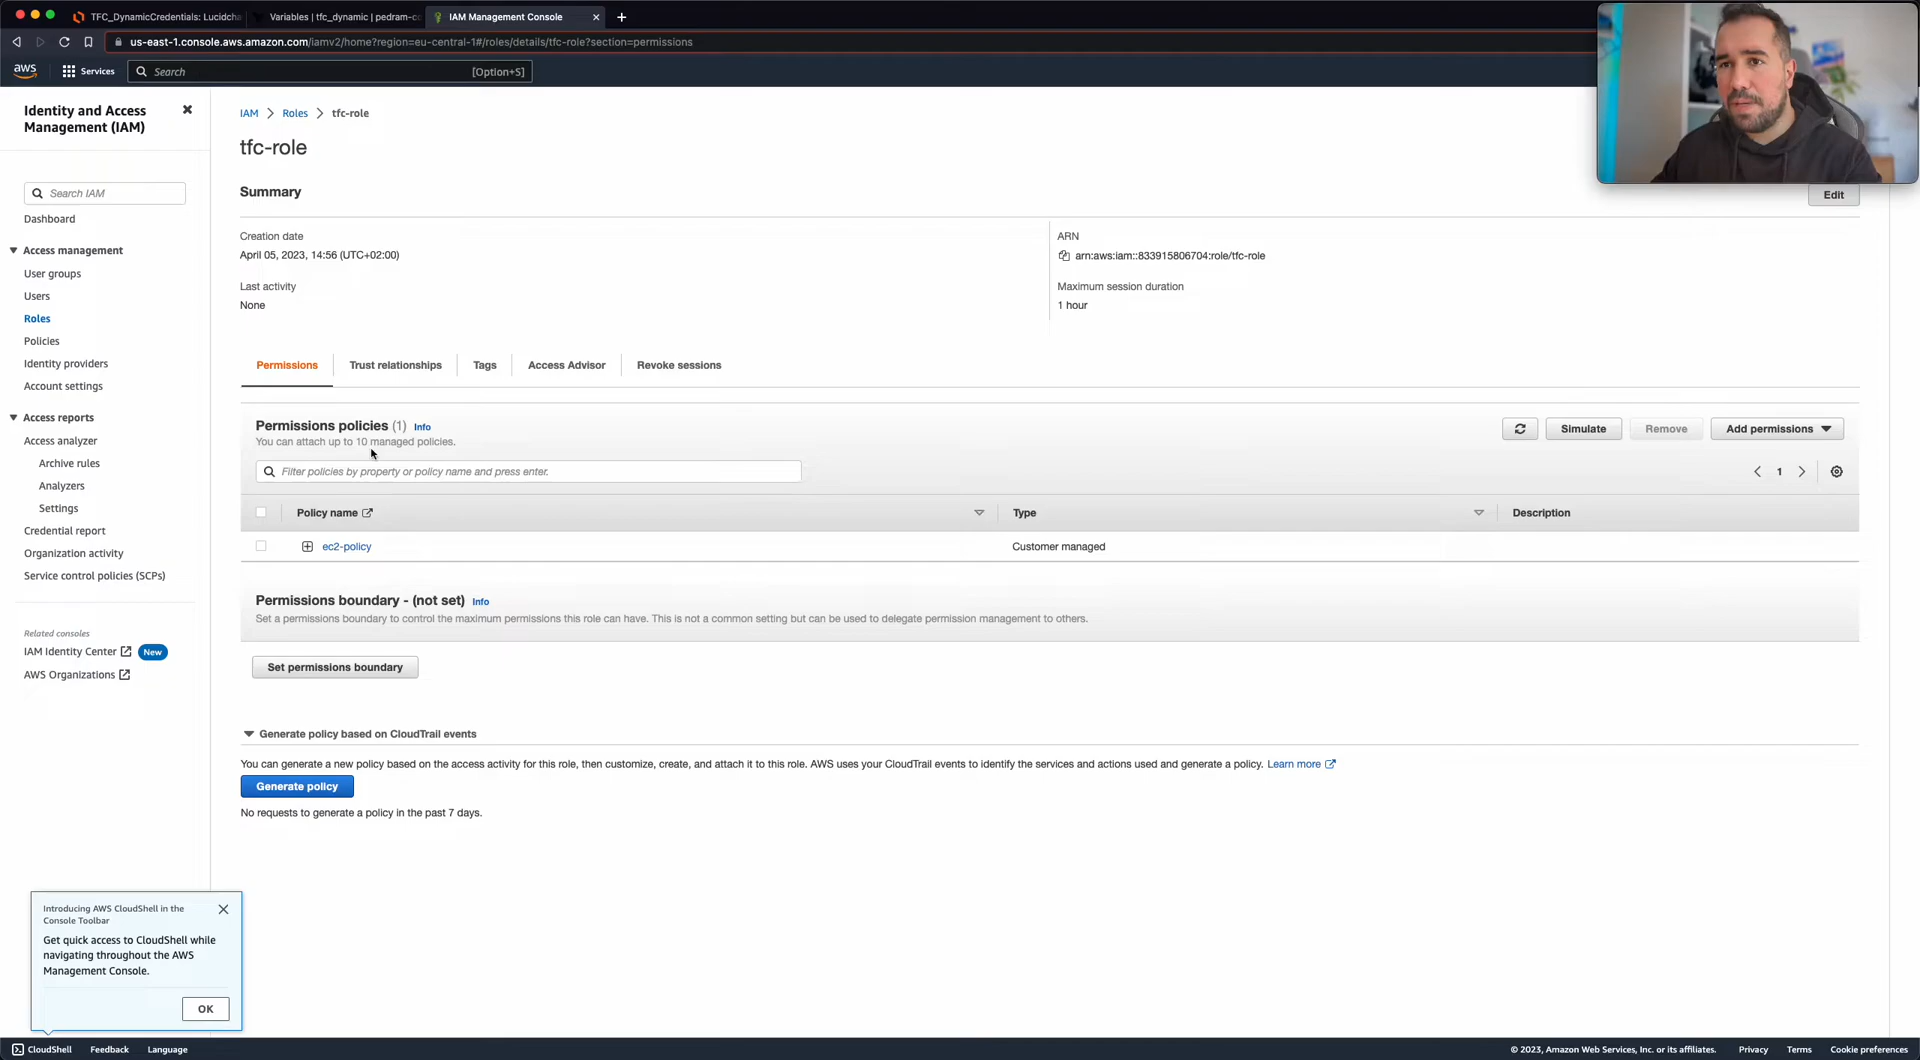 TFC_DynamicCredentials: Lucidcha
Variables | tfc_dynamic | pedram-co
IAM Management Console
us-east-1.console.aws.amazon.com/iamv2/home?region=eu-central-1#/roles/details/tfc-role?section=permissions
aws
Services
Search
[Option+S]
Identity and Access
Management (IAM)
Search IAM
Dashboard
Access management
User groups
Users
Roles
Policies
Identity providers
Account settings
Access reports
Access analyzer
Archive rules
Analyzers
Settings
Credential report
Organization activity
Service control policies (SCPs)
Related consoles
IAM Identity Center New
AWS Organizations
IAM > Roles > tfc-role
tfc-role
Summary
Edit
Creation date
April 05, 2023, 14:56 (UTC+02:00)
ARN
arn:aws:iam::833915806704:role/tfc-role
Last activity
None
Maximum session duration
1 hour
Permissions
Trust relationships
Tags
Access Advisor
Revoke sessions
Permissions policies (1) Info
You can attach up to 10 managed policies.
Simulate
Remove
Add permissions
Filter policies by property or policy name and press enter.
1
Policy name
Type
Description
ec2-policy
Customer managed
Permissions boundary - (not set) Info
Set a permissions boundary to control the maximum permissions this role can have. This is not a common setting but can be used to delegate permission management to others.
Set permissions boundary
Generate policy based on CloudTrail events
You can generate a new policy based on the access activity for this role, then customize, create, and attach it to this role. AWS uses your CloudTrail events to identify the services and actions used and generate a policy. Learn more
Generate policy
No requests to generate a policy in the past 7 days.
Introducing AWS CloudShell in the
Console Toolbar
Get quick access to CloudShell while
navigating throughout the AWS
Management Console.
OK
CloudShell
Feedback
Language
© 2023, Amazon Web Services, Inc. or its affiliates.
Privacy
Terms
Cookie preferences